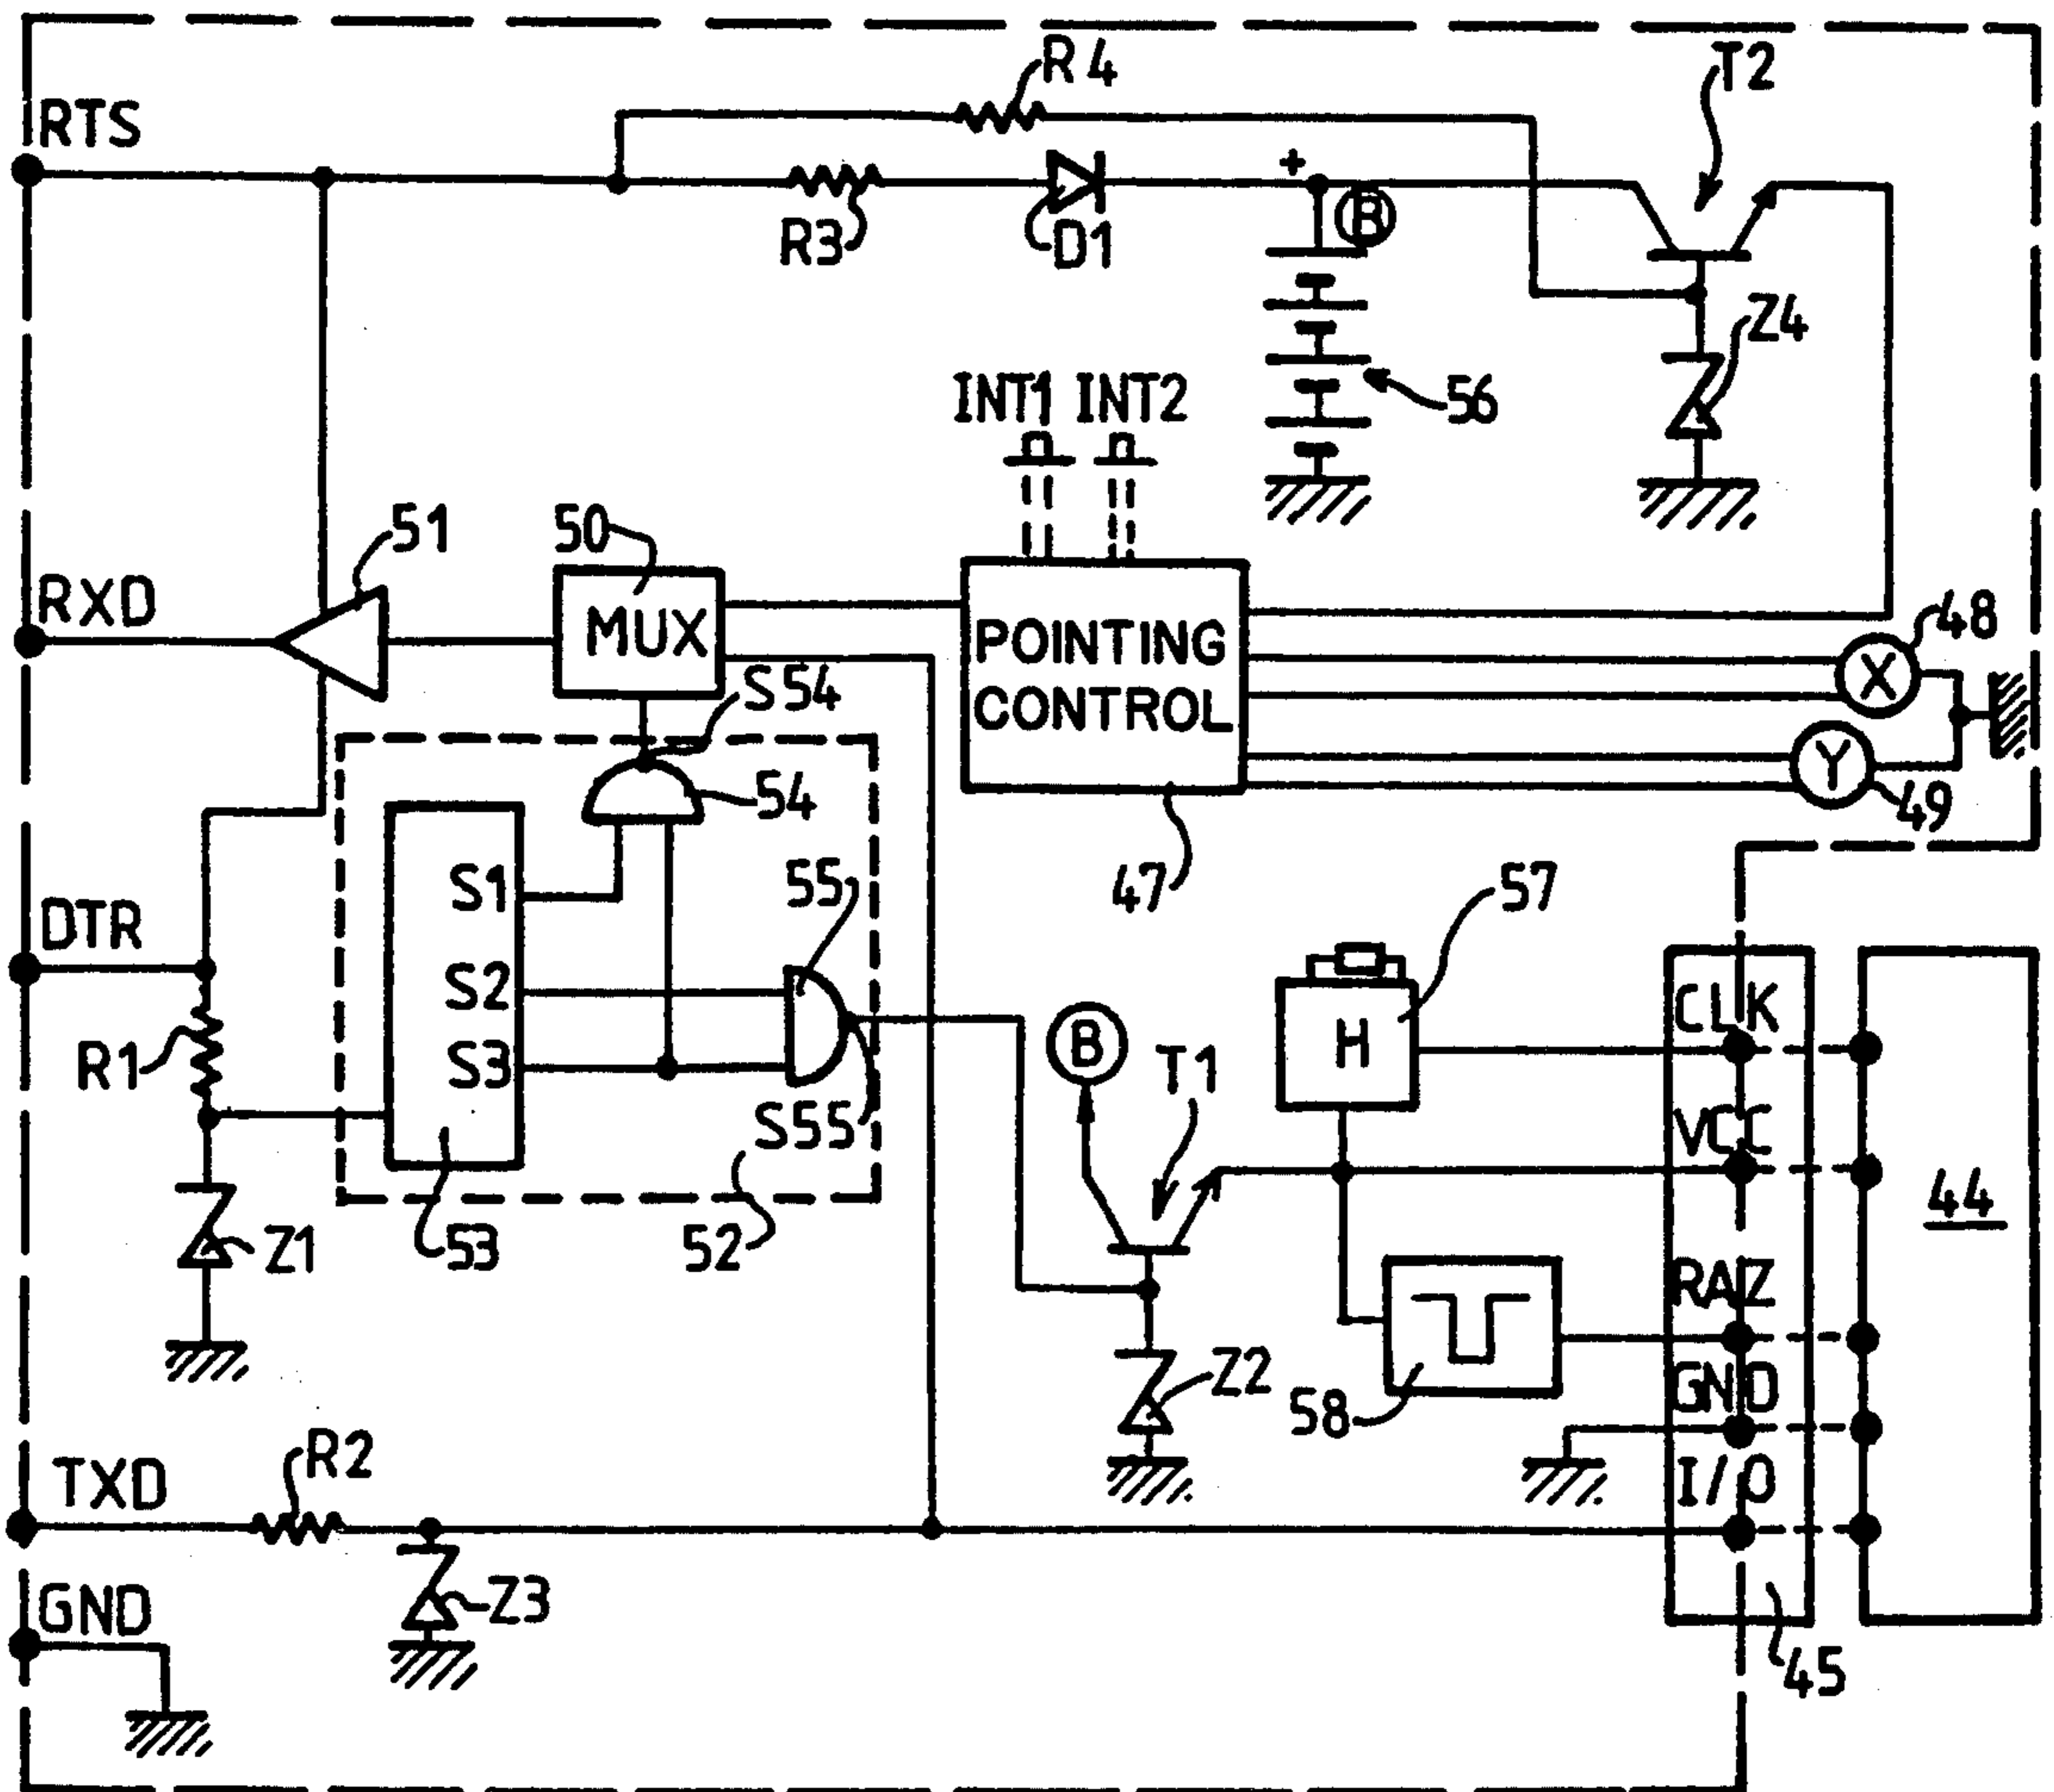 R4
T2
RTS
+
B
R3
D1
Z4
INT1 INT2
56
51
50
RXD
MUX
POINTING
CONTROL
48
X
S54
Y
54
49
S1
55
47
57
DTR
S2
CLK
B
T1
H
R1
S3
S55
VCC
44
Z1
53
52
RAZ
Z2
58
GND
R2
TXD
I/O
Z3
GND
45